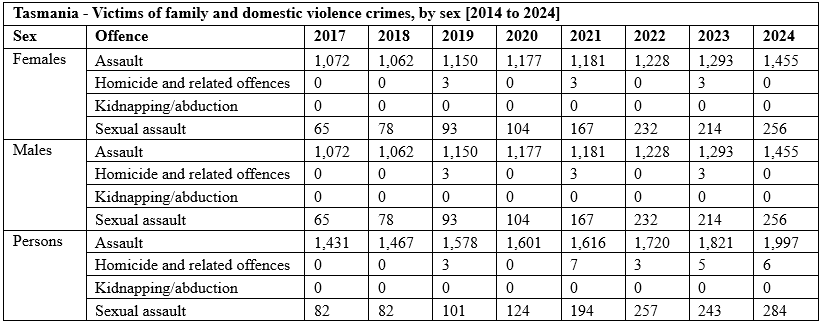 Tasmania - Victims of family and domestic violence crimes, by sex [2014 to 2024]
Sex Offence 2017 2018 2019 2020 2021 2022 2023 2024
Females Assault 1,072 1,062 1,150 1,177 1,181 1,228 1,293 1,455
Homicide and related offences 0 0 3 0 3 0 3 0
Kidnapping/abduction 0 0 0 0 0 0 0 0
Sexual assault 65 78 93 104 167 232 214 256
Males Assault 1,072 1,062 1,150 1,177 1,181 1,228 1,293 1,455
Homicide and related offences 0 0 3 0 3 0 3 0
Kidnapping/abduction 0 0 0 0 0 0 0 0
Sexual assault 65 78 93 104 167 232 214 256
Persons Assault 1,431 1,467 1,578 1,601 1,616 1,720 1,821 1,997
Homicide and related offences 0 0 3 0 7 3 5 6
Kidnapping/abduction 0 0 0 0 0 0 0 0
Sexual assault 82 82 101 124 194 257 243 284